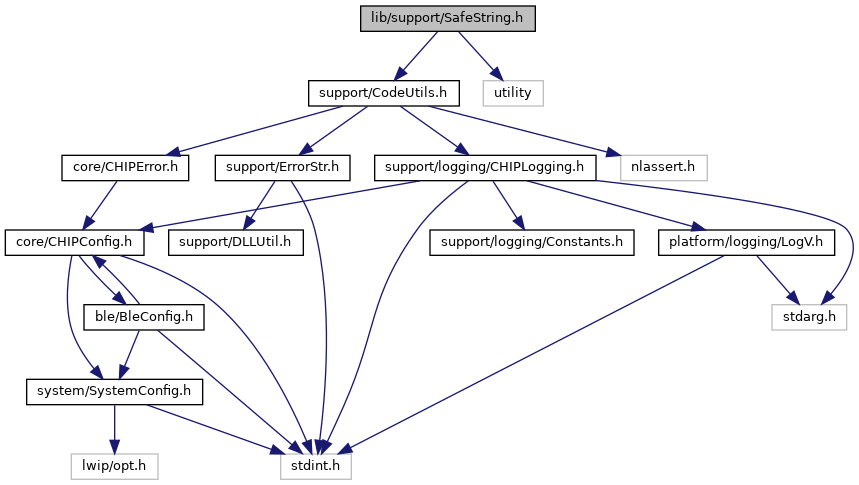 lib/support/SafeString.h
support/CodeUtils.h
utility
core/CHIPError.h
support/ErrorStr.h
support/logging/CHIPLogging.h
nlassert.h
core/CHIPConfig.h
support/DLLUtil.h
support/logging/Constants.h
platform/logging/LogV.h
ble/BleConfig.h
stdarg.h
system/SystemConfig.h
lwip/opt.h
stdint.h